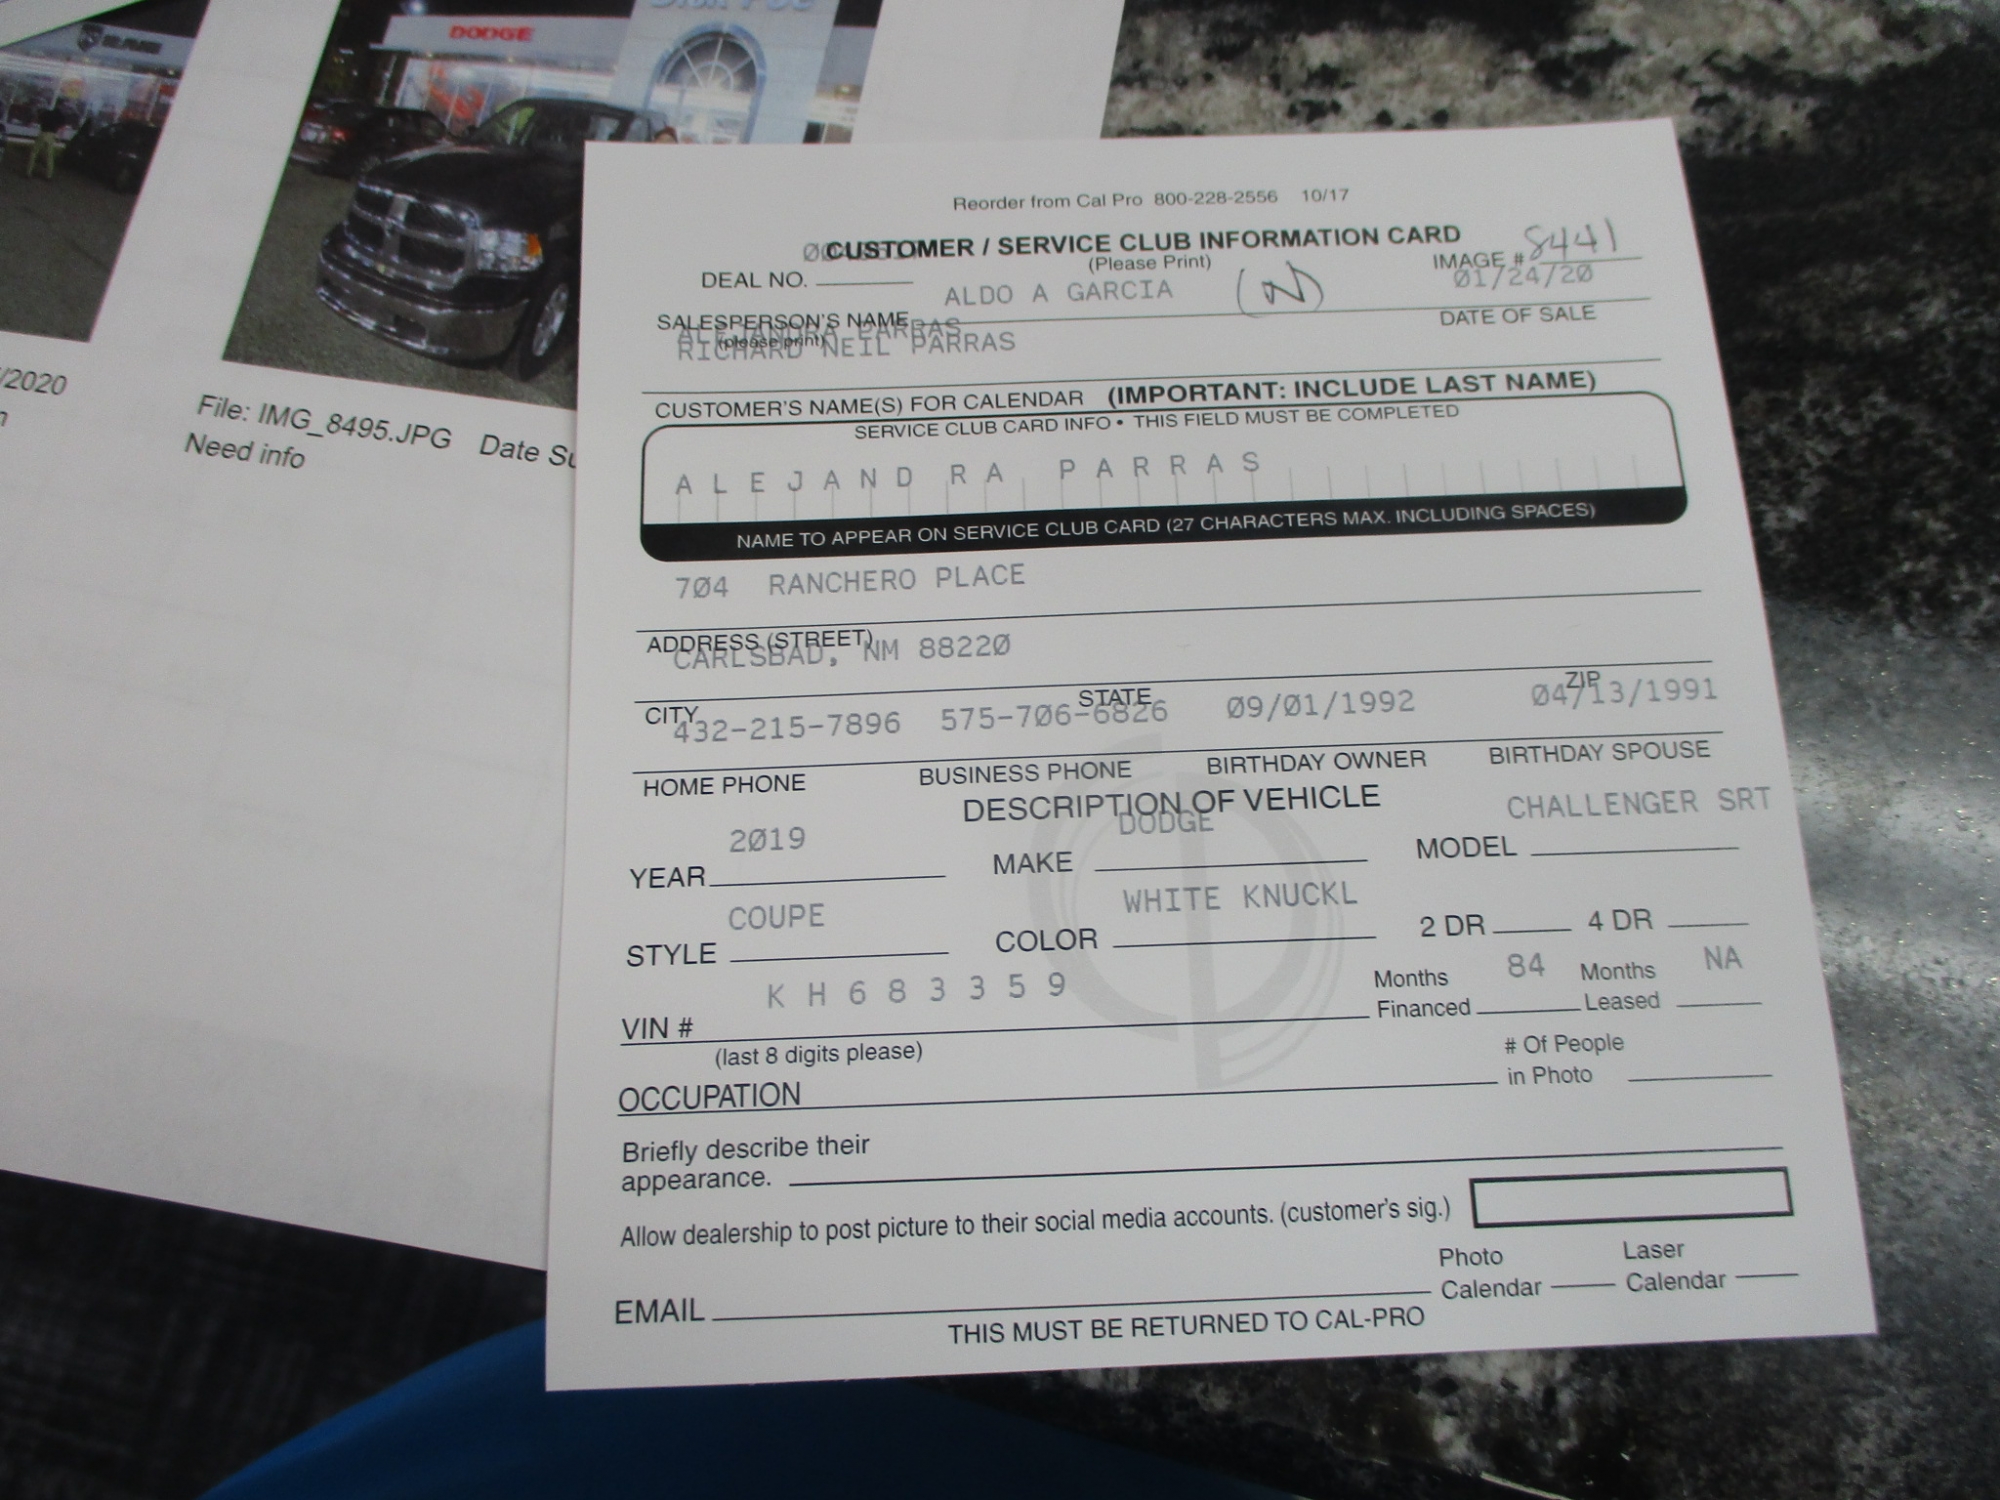 DODGE
/2020
File: IMG_8495.JPG Date
Need info
Reorder from Cal Pro 800-228-2556 10/17
CUSTOMER / SERVICE CLUB INFORMATION CARD
(Please Print)
IMAGE # 8441
DEAL NO.
ALDO A GARCIA (N) 01/24/20
SALESPERSON'S NAME
(please print)
DATE OF SALE
ALEJANDRA PARRAS
RICHARD NEIL PARRAS
CUSTOMER'S NAME(S) FOR CALENDAR (IMPORTANT: INCLUDE LAST NAME)
SERVICE CLUB CARD INFO • THIS FIELD MUST BE COMPLETED
ALEJANDRA PARRAS
NAME TO APPEAR ON SERVICE CLUB CARD (27 CHARACTERS MAX. INCLUDING SPACES)
704 RANCHERO PLACE
ADDRESS (STREET)
CARLSBAD, NM 88220
CITY STATE ZIP
432-215-7896 575-706-6826 09/01/1992 04/13/1991
HOME PHONE BUSINESS PHONE BIRTHDAY OWNER BIRTHDAY SPOUSE
DESCRIPTION OF VEHICLE
2019 DODGE CHALLENGER SRT
YEAR MAKE MODEL
COUPE WHITE KNUCKL
STYLE COLOR 2 DR 4 DR
KH683359 Months Financed 84 Months Leased NA
VIN #
(last 8 digits please)
# Of People in Photo
OCCUPATION
Briefly describe their
appearance.
Allow dealership to post picture to their social media accounts. (customer's sig.)
Photo Calendar Laser Calendar
EMAIL
THIS MUST BE RETURNED TO CAL-PRO